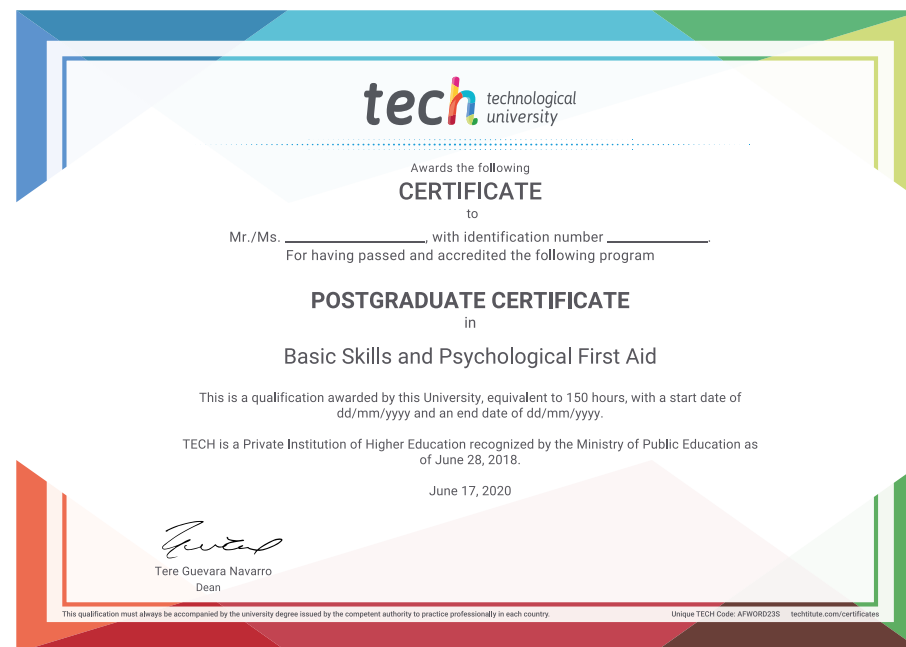 tech technological
university
Awards the following
CERTIFICATE
to
Mr./Ms. ____________________, with identification number ______________.
For having passed and accredited the following program
POSTGRADUATE CERTIFICATE
in
Basic Skills and Psychological First Aid
This is a qualification awarded by this University, equivalent to 150 hours, with a start date of
dd/mm/yyyy and an end date of dd/mm/yyyy.
TECH is a Private Institution of Higher Education recognized by the Ministry of Public Education as
of June 28, 2018.
June 17, 2020
Tere Guevara Navarro
Dean
This qualification must always be accompanied by the university degree issued by the competent authority to practice professionally in each country. Unique TECH Code: AFWORD23S techtitute.com/certificates